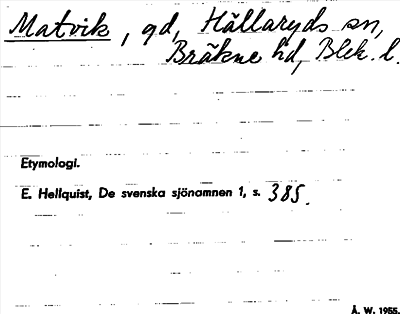 Matvik, gd, Hällaryds sn,
Bräkne hd, Blek. l.
Etymologi.
E. Hellquist, De svenska sjönamnen 1, s. 385.
Å. W. 1955.